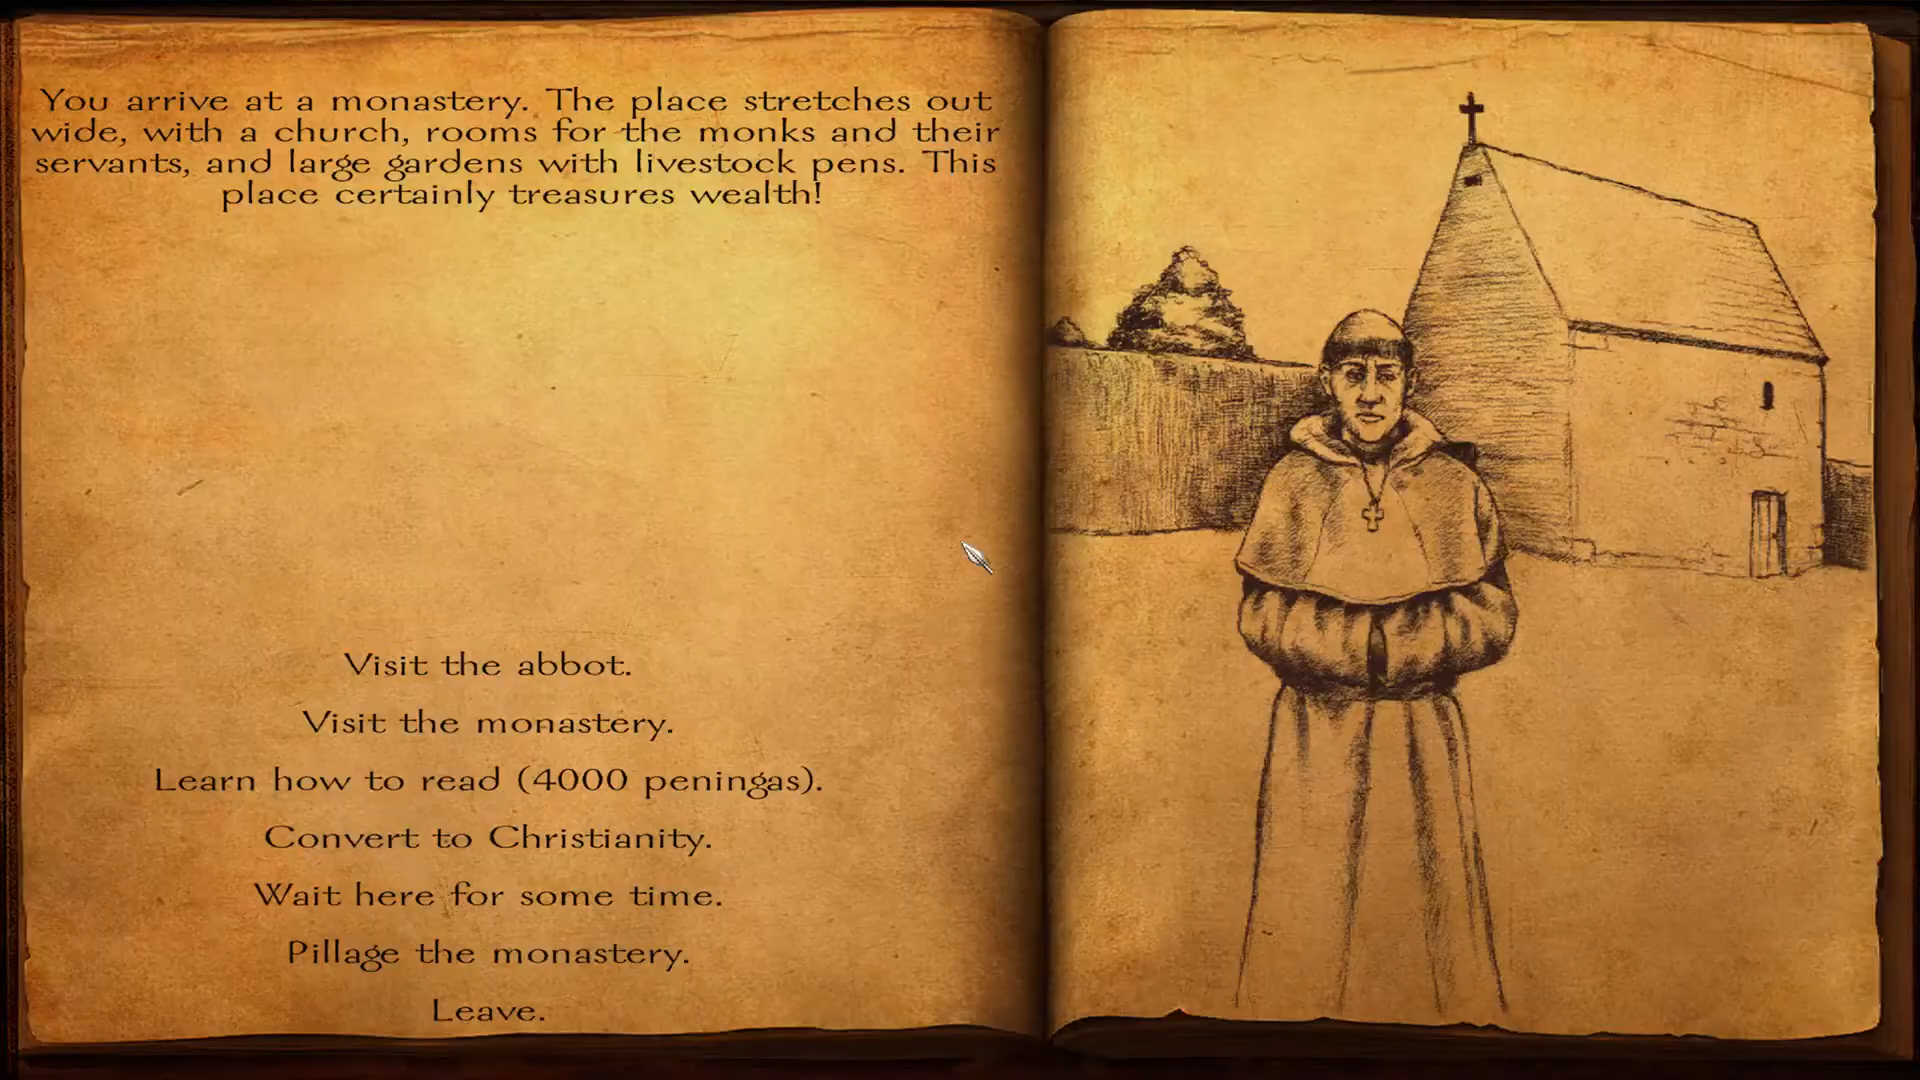 You arrive at a monastery. The place stretches out
wide, with a church, rooms for the monks and their
servants, and large gardens with livestock pens. This
place certainly treasures wealth!
Visit the abbot.
Visit the monastery.
Learn how to read (4000 peningas).
Convert to Christianity.
Wait here for some time.
Pillage the monastery.
Leave.